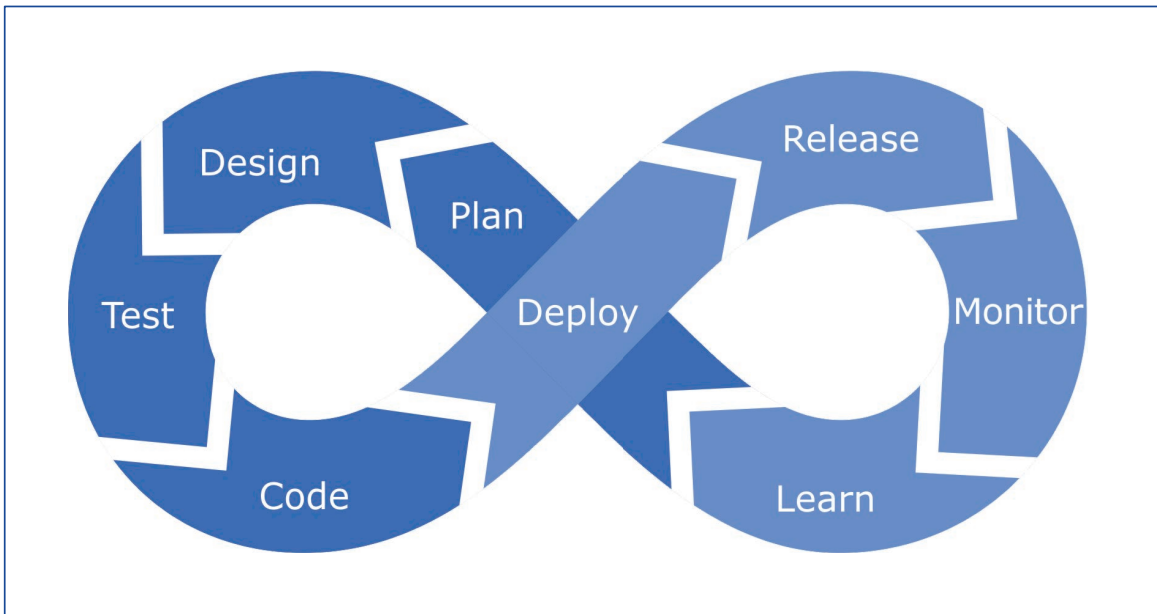 Design
Release
Plan
Test
Deploy
Monitor
Code
Learn